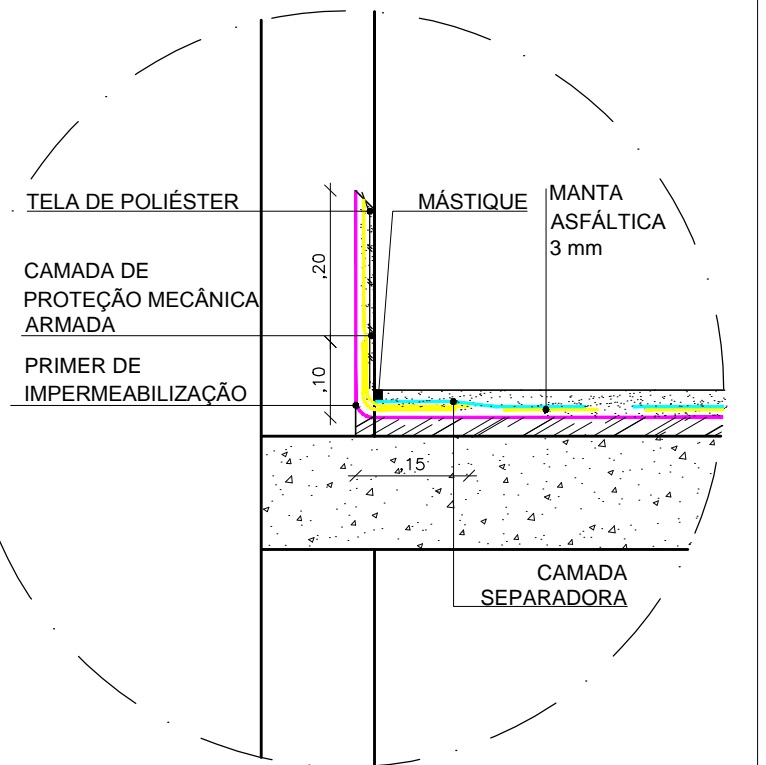 TELA DE POLIÉSTER
MÁSTIQUE
MANTA
ASFÁLTICA
3 mm
,20
CAMADA DE
PROTEÇÃO MECÂNICA
ARMADA
PRIMER DE
IMPERMEABILIZAÇÃO
,10
,15
CAMADA
SEPARADORA